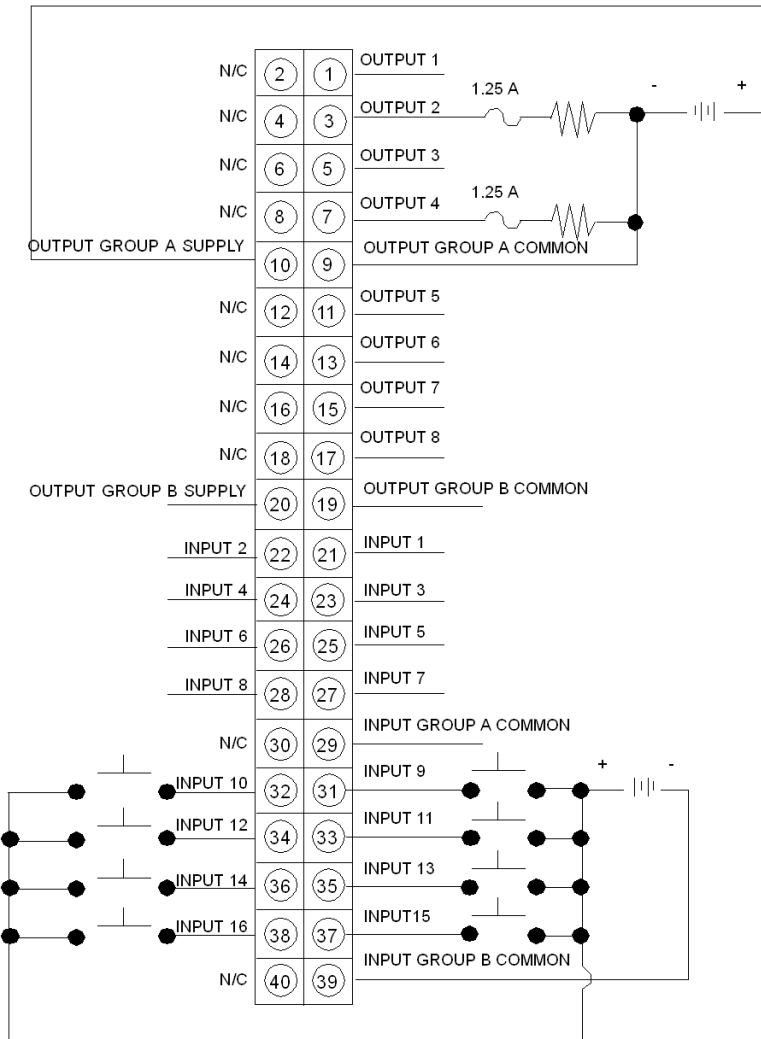 OUTPUT 1
N/C 2 1
1.25 A - +
OUTPUT 2
N/C 4 3
OUTPUT 3
N/C 6 5
1.25 A
OUTPUT 4
N/C 8 7
OUTPUT GROUP A SUPPLY 10 9 OUTPUT GROUP A COMMON
OUTPUT 5
N/C 12 11
OUTPUT 6
N/C 14 13
OUTPUT 7
N/C 16 15
OUTPUT 8
N/C 18 17
OUTPUT GROUP B SUPPLY 20 19 OUTPUT GROUP B COMMON
INPUT 2 22 21 INPUT 1
INPUT 4 24 23 INPUT 3
INPUT 6 26 25 INPUT 5
INPUT 8 28 27 INPUT 7
INPUT GROUP A COMMON
N/C 30 29
INPUT 10 32 31 INPUT 9 + -
INPUT 12 34 33 INPUT 11
INPUT 14 36 35 INPUT 13
INPUT 16 38 37 INPUT15
INPUT GROUP B COMMON
N/C 40 39